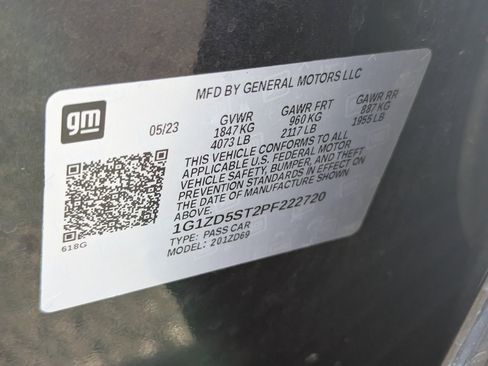 MFD BY GENERAL MOTORS LLC
gm
05/23 GVWR GAWR FRT GAWR RR
1847 KG 960 KG 887 KG
4073 LB 2117 LB 1955 LB
THIS VEHICLE CONFORMS TO ALL
APPLICABLE U.S. FEDERAL MOTOR
VEHICLE SAFETY, BUMPER, AND THEFT
PREVENTION STANDARDS IN EFFECT
ON THE DATE OF MANUFACTURE SHOWN
ABOVE.
1G1ZD5ST2PF222720
TYPE: PASS CAR
MODEL: 201ZD69
618G